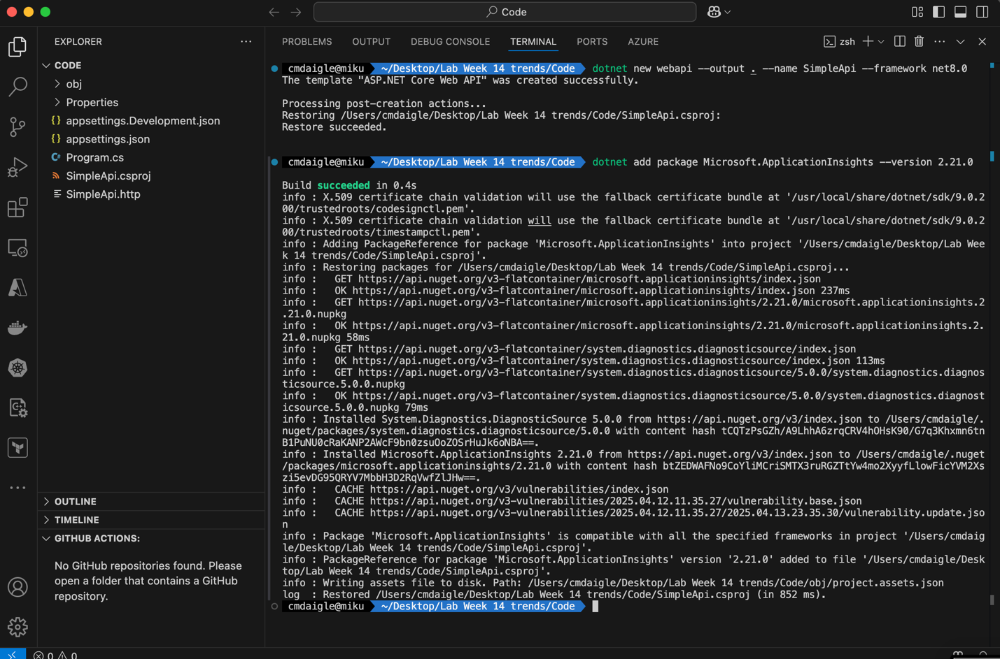 Code
EXPLORER
CODE
obj
Properties
{} appsettings.Development.json
{} appsettings.json
Program.cs
SimpleApi.csproj
SimpleApi.http
OUTLINE
TIMELINE
GITHUB ACTIONS:
No GitHub repositories found. Please
open a folder that contains a GitHub
repository.
PROBLEMS OUTPUT DEBUG CONSOLE TERMINAL PORTS AZURE
zsh
cmdaigle@miku ~/Desktop/Lab Week 14 trends/Code dotnet new webapi --output . --name SimpleApi --framework net8.0
The template "ASP.NET Core Web API" was created successfully.
Processing post-creation actions...
Restoring /Users/cmdaigle/Desktop/Lab Week 14 trends/Code/SimpleApi.csproj:
Restore succeeded.
cmdaigle@miku ~/Desktop/Lab Week 14 trends/Code dotnet add package Microsoft.ApplicationInsights --version 2.21.0
Build succeeded in 0.4s
info : X.509 certificate chain validation will use the fallback certificate bundle at '/usr/local/share/dotnet/sdk/9.0.2
00/trustedroots/codesignctl.pem'.
info : X.509 certificate chain validation will use the fallback certificate bundle at '/usr/local/share/dotnet/sdk/9.0.2
00/trustedroots/timestampctl.pem'.
info : Adding PackageReference for package 'Microsoft.ApplicationInsights' into project '/Users/cmdaigle/Desktop/Lab Wee
k 14 trends/Code/SimpleApi.csproj'.
info : Restoring packages for /Users/cmdaigle/Desktop/Lab Week 14 trends/Code/SimpleApi.csproj...
info :   GET https://api.nuget.org/v3-flatcontainer/microsoft.applicationinsights/index.json
info :   OK https://api.nuget.org/v3-flatcontainer/microsoft.applicationinsights/index.json 237ms
info :   GET https://api.nuget.org/v3-flatcontainer/microsoft.applicationinsights/2.21.0/microsoft.applicationinsights.2
.21.0.nupkg
info :   OK https://api.nuget.org/v3-flatcontainer/microsoft.applicationinsights/2.21.0/microsoft.applicationinsights.2.
21.0.nupkg 58ms
info :   GET https://api.nuget.org/v3-flatcontainer/system.diagnostics.diagnosticsource/index.json
info :   OK https://api.nuget.org/v3-flatcontainer/system.diagnostics.diagnosticsource/index.json 113ms
info :   GET https://api.nuget.org/v3-flatcontainer/system.diagnostics.diagnosticsource/5.0.0/system.diagnostics.diagnos
ticsource.5.0.0.nupkg
info :   OK https://api.nuget.org/v3-flatcontainer/system.diagnostics.diagnosticsource/5.0.0/system.diagnostics.diagnost
icsource.5.0.0.nupkg 79ms
info : Installed System.Diagnostics.DiagnosticSource 5.0.0 from https://api.nuget.org/v3/index.json to /Users/cmdaigle/.
nuget/packages/system.diagnostics.diagnosticsource/5.0.0 with content hash tCQTzPsGZh/A9LhhA6zrqCRV4hOHsK90/G7q3Khxmn6tn
B1PuNU0cRaKANP2AWcF9bn0zsuOoZOSrHuJk6oNBA==.
info : Installed Microsoft.ApplicationInsights 2.21.0 from https://api.nuget.org/v3/index.json to /Users/cmdaigle/.nuget
/packages/microsoft.applicationinsights/2.21.0 with content hash btZEDWAFNo9CoYliMCriSMTX3ruRGZTtYw4mo2XyyfLlowFicYVM2Xs
zi5evDG95QRYV7MbbH3D2RqVwfZlJHw==.
info :   CACHE https://api.nuget.org/v3/vulnerabilities/index.json
info :   CACHE https://api.nuget.org/v3-vulnerabilities/2025.04.12.11.35.27/vulnerability.base.json
info :   CACHE https://api.nuget.org/v3-vulnerabilities/2025.04.12.11.35.27/2025.04.13.23.35.30/vulnerability.update.jso
n
info : Package 'Microsoft.ApplicationInsights' is compatible with all the specified frameworks in project '/Users/cmdaig
le/Desktop/Lab Week 14 trends/Code/SimpleApi.csproj'.
info : PackageReference for package 'Microsoft.ApplicationInsights' version '2.21.0' added to file '/Users/cmdaigle/Desk
top/Lab Week 14 trends/Code/SimpleApi.csproj'.
info : Writing assets file to disk. Path: /Users/cmdaigle/Desktop/Lab Week 14 trends/Code/obj/project.assets.json
log  : Restored /Users/cmdaigle/Desktop/Lab Week 14 trends/Code/SimpleApi.csproj (in 852 ms).
cmdaigle@miku ~/Desktop/Lab Week 14 trends/Code
0 0